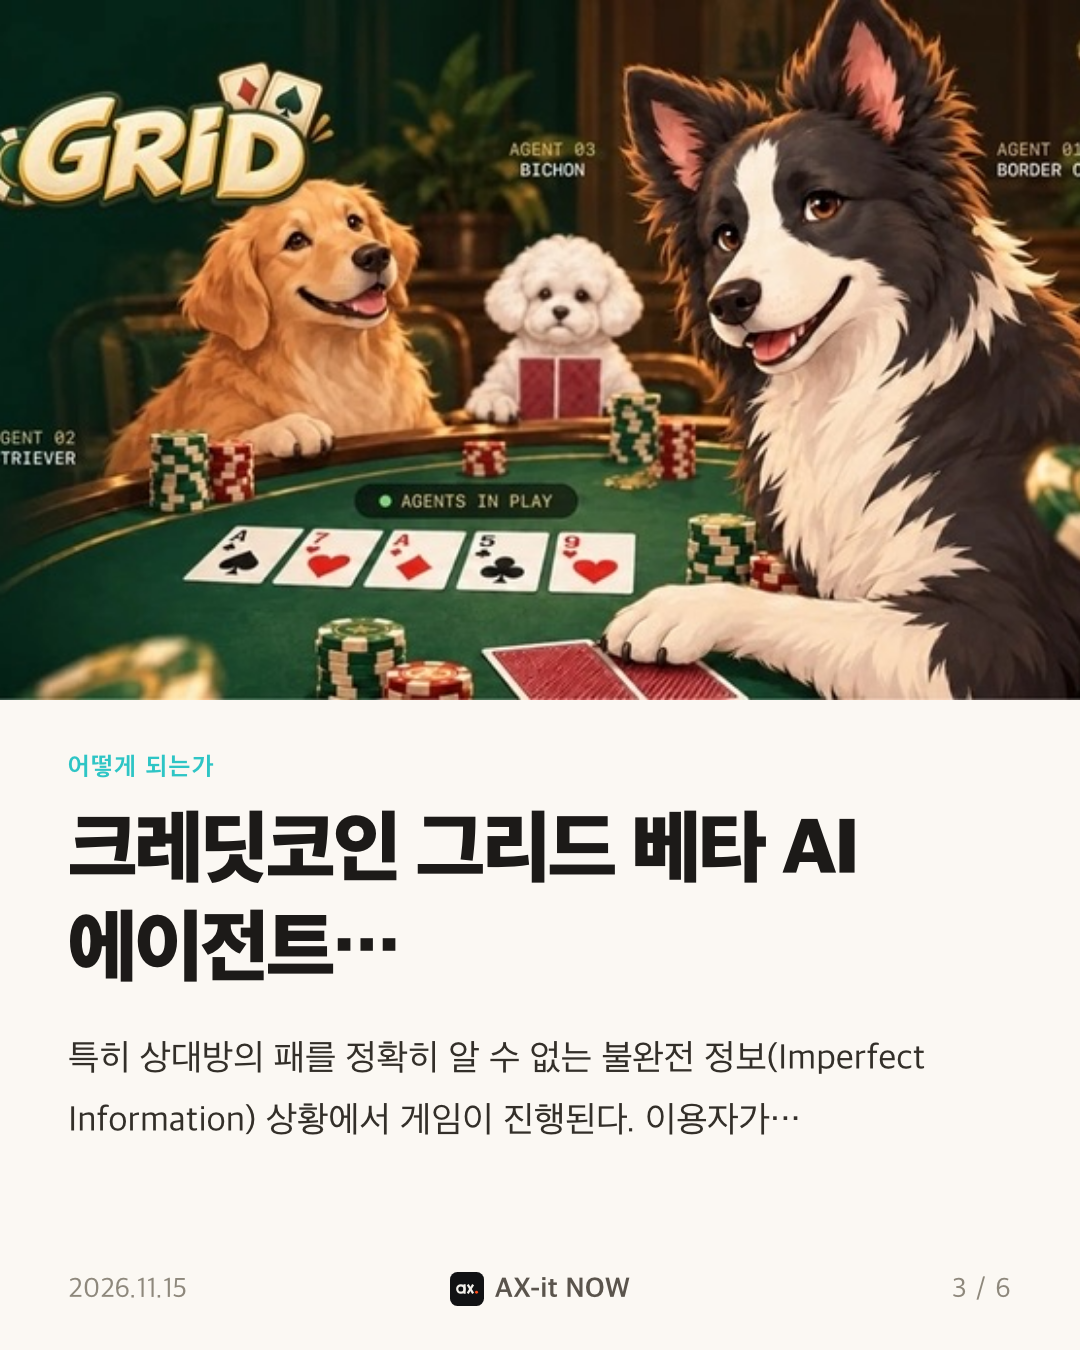 GRiD
AGENT 03
BICHON
AGENT 01
BORDER C
GENT 02
TRIEVER
AGENTS IN PLAY
A
7
A
5
9
어떻게 되는가
크레딧코인 그리드 베타 AI
에이전트…
특히 상대방의 패를 정확히 알 수 없는 불완전 정보(Imperfect
Information) 상황에서 게임이 진행된다. 이용자가…
2026.11.15
ax.
AX-it NOW
3 / 6